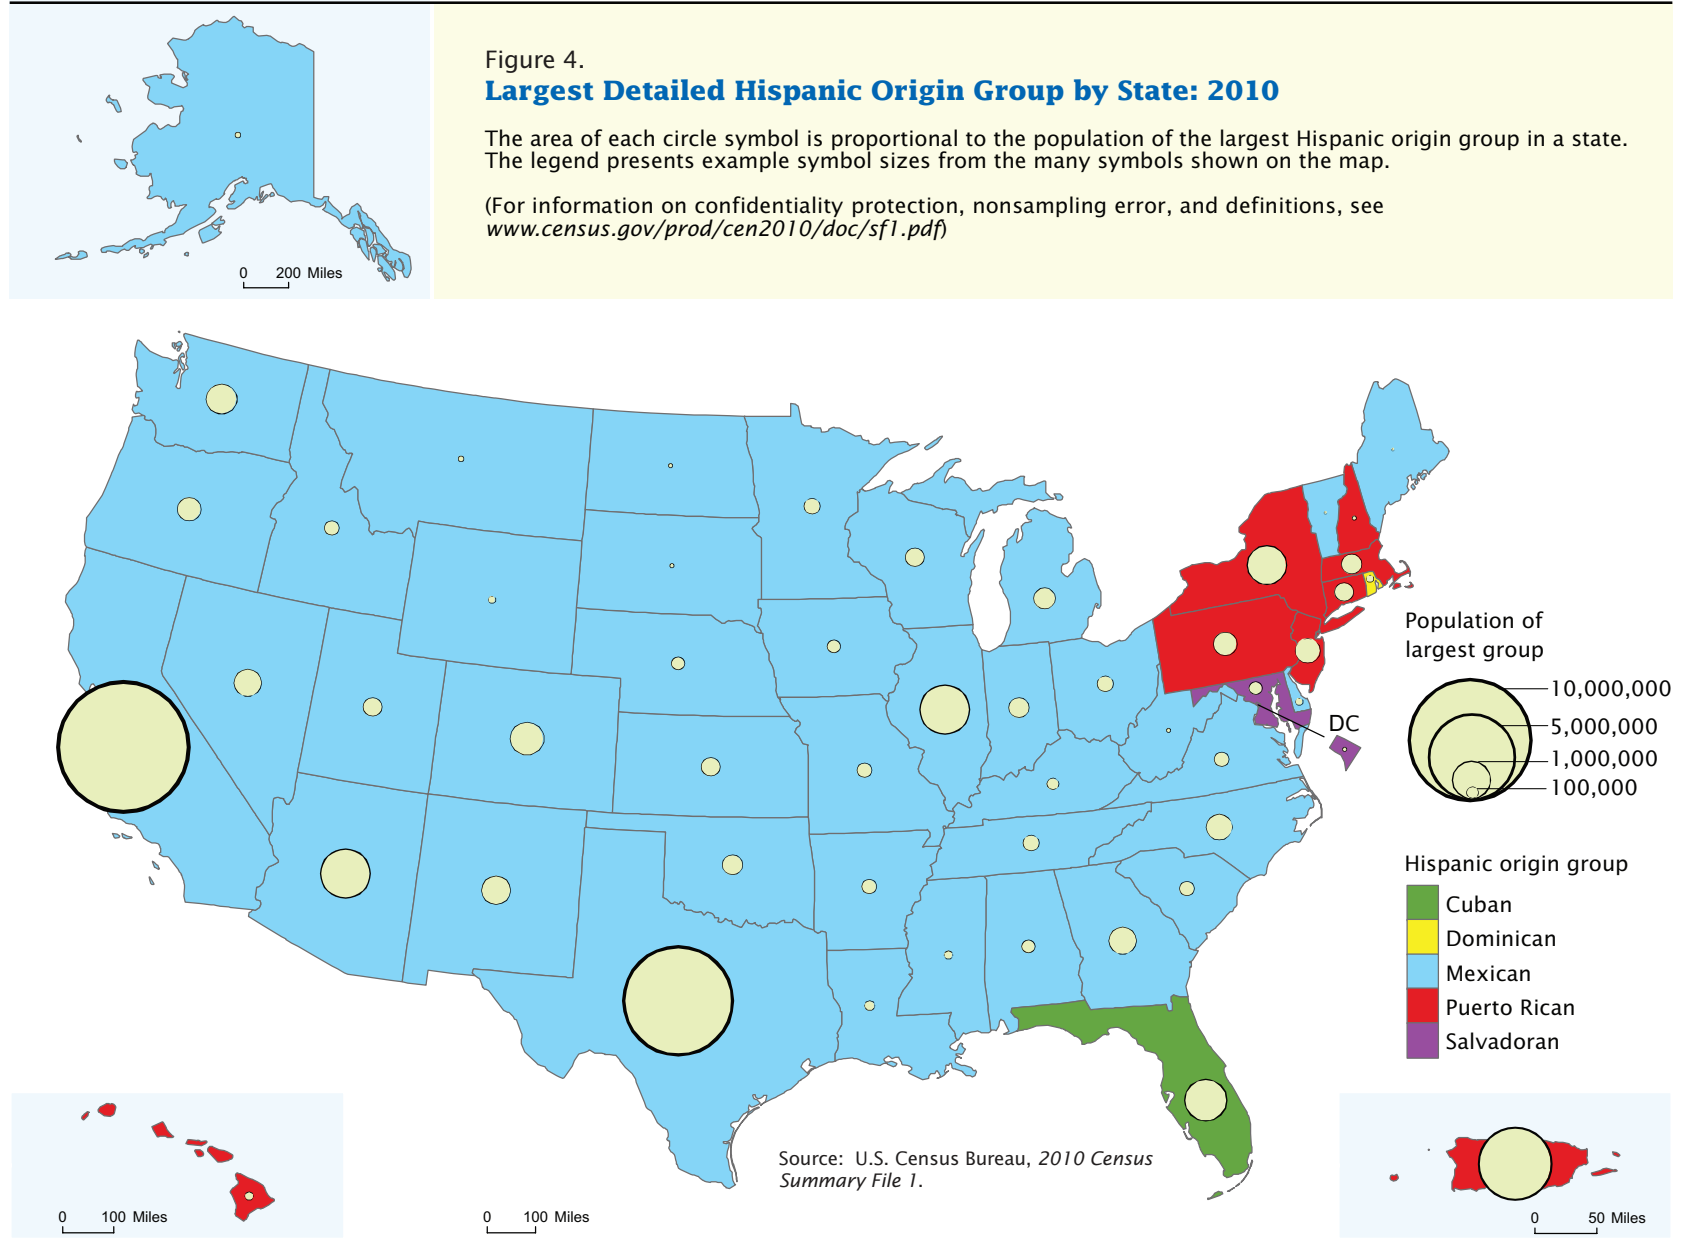 Figure 4.
Largest Detailed Hispanic Origin Group by State: 2010
The area of each circle symbol is proportional to the population of the largest Hispanic origin group in a state.
The legend presents example symbol sizes from the many symbols shown on the map.
(For information on confidentiality protection, nonsampling error, and definitions, see
www.census.gov/prod/cen2010/doc/sf1.pdf)
0 200 Miles
DC
Population of
largest group
10,000,000
5,000,000
1,000,000
100,000
Hispanic origin group
Cuban
Dominican
Mexican
Puerto Rican
Salvadoran
Source: U.S. Census Bureau, 2010 Census
Summary File 1.
0 100 Miles
0 100 Miles
0 50 Miles